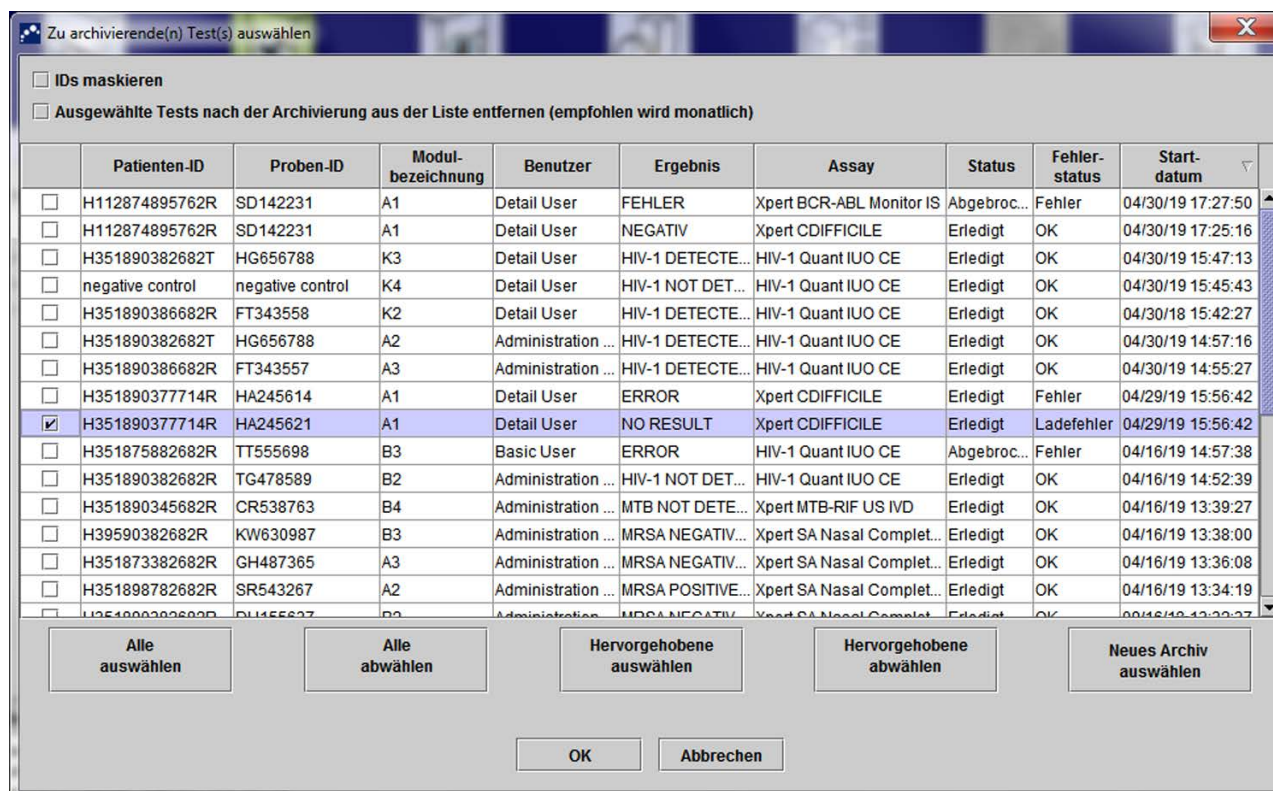 Zu archivierende(n) Test(s) auswählen
X
IDs maskieren
Ausgewählte Tests nach der Archivierung aus der Liste entfernen (empfohlen wird monatlich)
Patienten-ID Proben-ID Modul-bezeichnung Benutzer Ergebnis Assay Status Fehler-status Start-datum
H112874895762R SD142231 A1 Detail User FEHLER Xpert BCR-ABL Monitor IS Abgebroc... Fehler 04/30/19 17:27:50
H112874895762R SD142231 A1 Detail User NEGATIV Xpert CDIFFICILE Erledigt OK 04/30/19 17:25:16
H351890382682T HG656788 K3 Detail User HIV-1 DETECTE... HIV-1 Quant IUO CE Erledigt OK 04/30/19 15:47:13
negative control negative control K4 Detail User HIV-1 NOT DET... HIV-1 Quant IUO CE Erledigt OK 04/30/19 15:45:43
H351890386682R FT343558 K2 Detail User HIV-1 DETECTE... HIV-1 Quant IUO CE Erledigt OK 04/30/18 15:42:27
H351890382682T HG656788 A2 Administration ... HIV-1 DETECTE... HIV-1 Quant IUO CE Erledigt OK 04/30/19 14:57:16
H351890386682R FT343557 A3 Administration ... HIV-1 DETECTE... HIV-1 Quant IUO CE Erledigt OK 04/30/19 14:55:27
H351890377714R HA245614 A1 Detail User ERROR Xpert CDIFFICILE Erledigt Fehler 04/29/19 15:56:42
H351890377714R HA245621 A1 Detail User NO RESULT Xpert CDIFFICILE Erledigt Ladefehler 04/29/19 15:56:42
H351875882682R TT555698 B3 Basic User ERROR HIV-1 Quant IUO CE Abgebroc... Fehler 04/16/19 14:57:38
H351890382682R TG478589 B2 Administration ... HIV-1 NOT DET... HIV-1 Quant IUO CE Erledigt OK 04/16/19 14:52:39
H351890345682R CR538763 B4 Administration ... MTB NOT DETE... Xpert MTB-RIF US IVD Erledigt OK 04/16/19 13:39:27
H39590382682R KW630987 B3 Administration ... MRSA NEGATIV... Xpert SA Nasal Complet... Erledigt OK 04/16/19 13:38:00
H351873382682R GH487365 A3 Administration ... MRSA NEGATIV... Xpert SA Nasal Complet... Erledigt OK 04/16/19 13:36:08
H351898782682R SR543267 A2 Administration ... MRSA POSITIVE... Xpert SA Nasal Complet... Erledigt OK 04/16/19 13:34:19
Alle auswählen
Alle abwählen
Hervorgehobene auswählen
Hervorgehobene abwählen
Neues Archiv auswählen
OK
Abbrechen